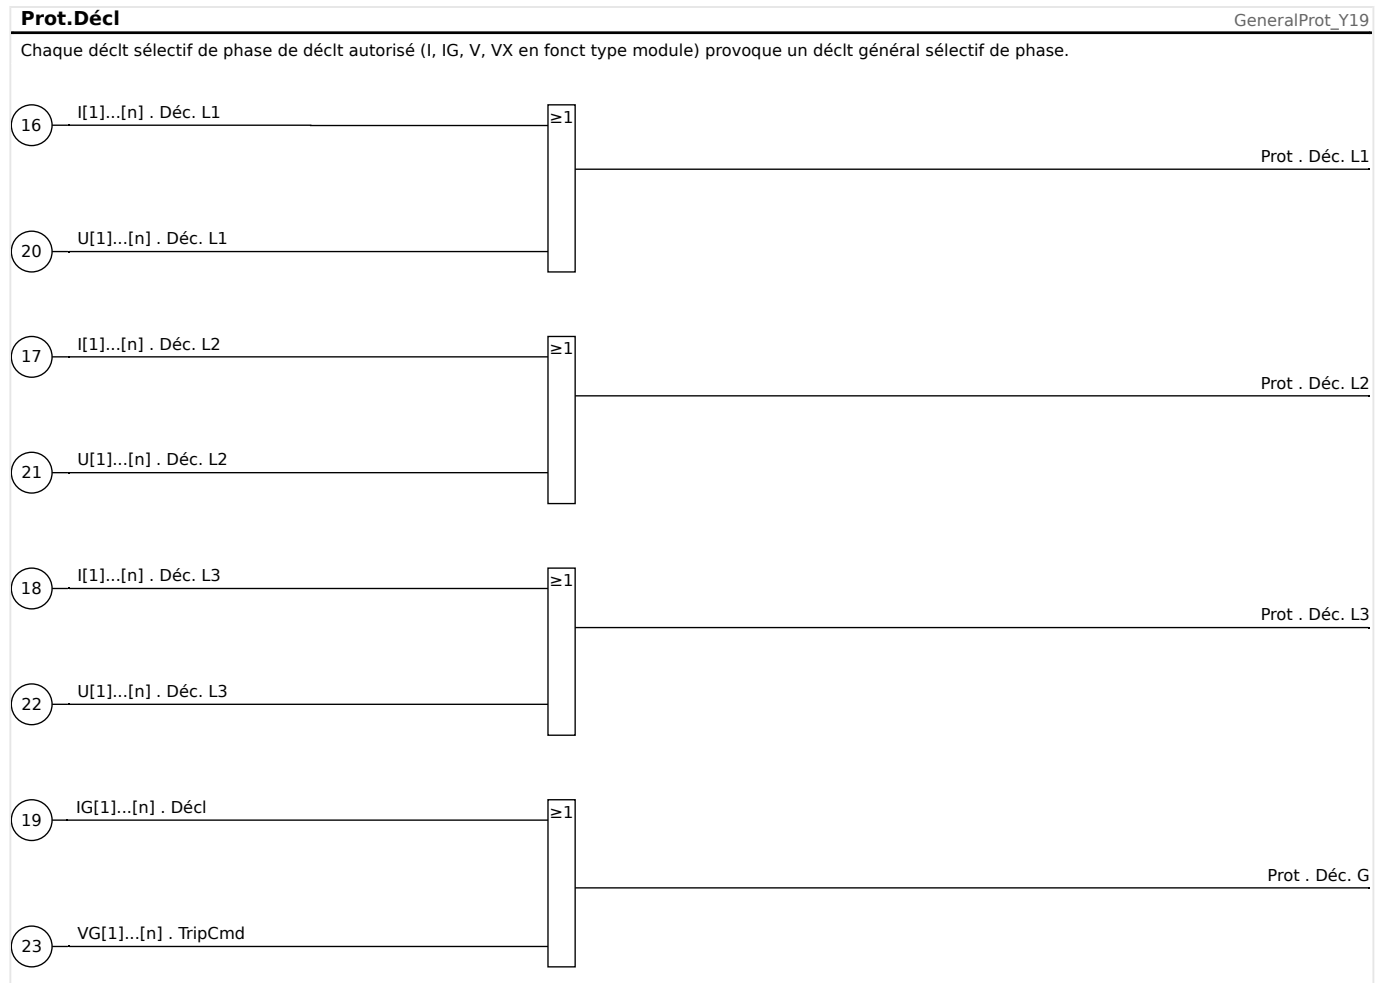 Prot.Décl
GeneralProt_Y19
Chaque déclt sélectif de phase de déclt autorisé (I, IG, V, VX en fonct type module) provoque un déclt général sélectif de phase.
I[1]...[n] . Déc. L1
16
≥1
Prot . Déc. L1
U[1]...[n] . Déc. L1
20
I[1]...[n] . Déc. L2
17
≥1
Prot . Déc. L2
U[1]...[n] . Déc. L2
21
I[1]...[n] . Déc. L3
18
≥1
Prot . Déc. L3
U[1]...[n] . Déc. L3
22
IG[1]...[n] . Décl
19
≥1
Prot . Déc. G
VG[1]...[n] . TripCmd
23